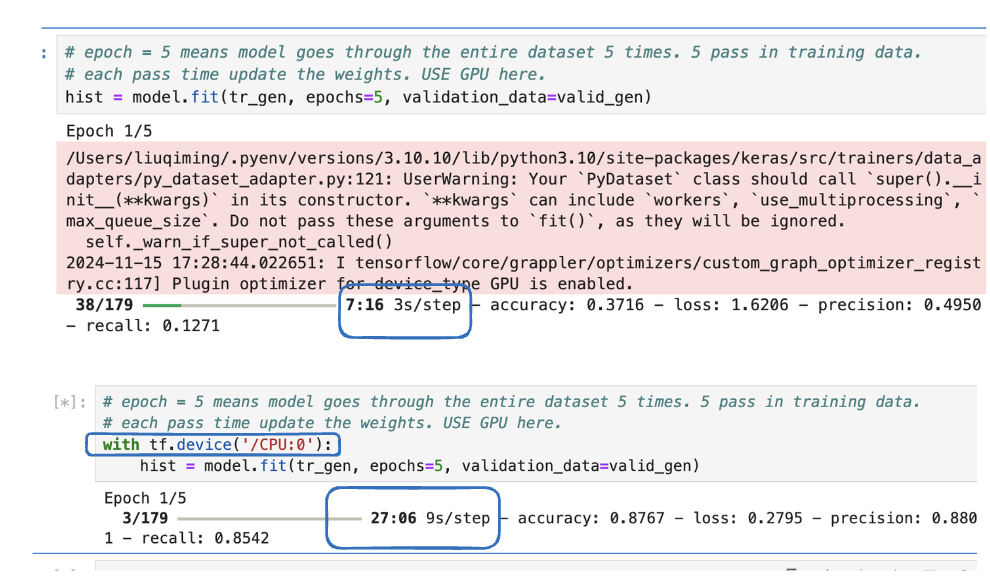 :
# epoch = 5 means model goes through the entire dataset 5 times. 5 pass in training data.
# each pass time update the weights. USE GPU here.
hist = model.fit(tr_gen, epochs=5, validation_data=valid_gen)
Epoch 1/5
/Users/liuqiming/.pyenv/versions/3.10.10/lib/python3.10/site-packages/keras/src/trainers/data_a
dapters/py_dataset_adapter.py:121: UserWarning: Your `PyDataset` class should call `super().__i
nit__(**kwargs)` in its constructor. `**kwargs` can include `workers`, `use_multiprocessing`, `
max_queue_size`. Do not pass these arguments to `fit()`, as they will be ignored.
  self._warn_if_super_not_called()
2024-11-15 17:28:44.022651: I tensorflow/core/grappler/optimizers/custom_graph_optimizer_regist
ry.cc:117] Plugin optimizer for device_type GPU is enabled.
38/179 7:16 3s/step - accuracy: 0.3716 - loss: 1.6206 - precision: 0.4950
- recall: 0.1271
[*]:
# epoch = 5 means model goes through the entire dataset 5 times. 5 pass in training data.
# each pass time update the weights. USE GPU here.
with tf.device('/CPU:0'):
    hist = model.fit(tr_gen, epochs=5, validation_data=valid_gen)
Epoch 1/5
3/179 27:06 9s/step - accuracy: 0.8767 - loss: 0.2795 - precision: 0.880
1 - recall: 0.8542